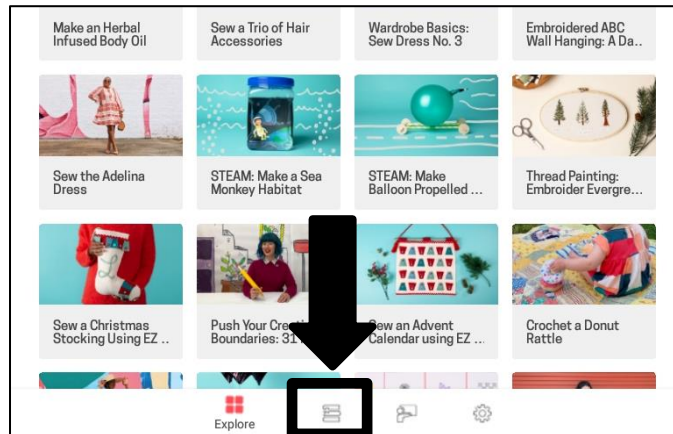 Make an Herbal
Infused Body Oil
Sew a Trio of Hair
Accessories
Wardrobe Basics:
Sew Dress No. 3
Embroidered ABC
Wall Hanging: A Da..
Sew the Adelina
Dress
STEAM: Make a Sea
Monkey Habitat
STEAM: Make
Balloon Propelled ...
Thread Painting:
Embroider Evergre...
Sew a Christmas
Stocking Using EZ ..
Push Your
Boundaries: 31
Sew an Advent
Calendar using EZ ...
Crochet a Donut
Rattle
Explore